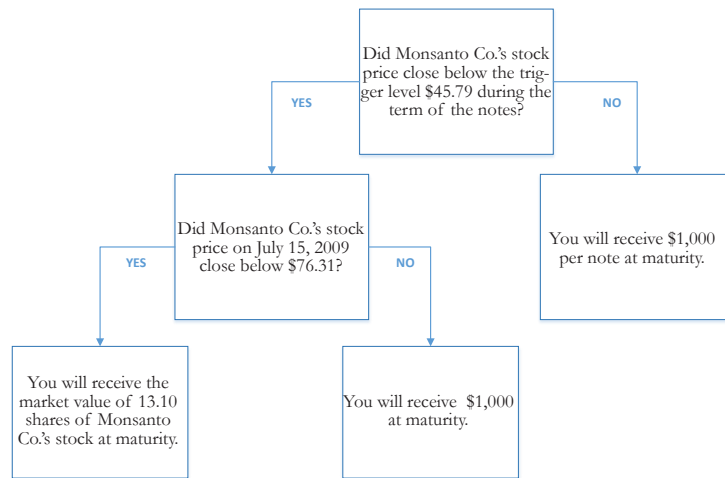 Did Monsanto Co.'s stock
price close below the trig-
ger level $45.79 during the
term of the notes?
YES
NO
Did Monsanto Co.'s stock
price on July 15, 2009
close below $76.31?
You will receive $1,000
per note at maturity.
YES
NO
You will receive the
market value of 13.10
shares of Monsanto
Co.'s stock at maturity.
You will receive $1,000
at maturity.